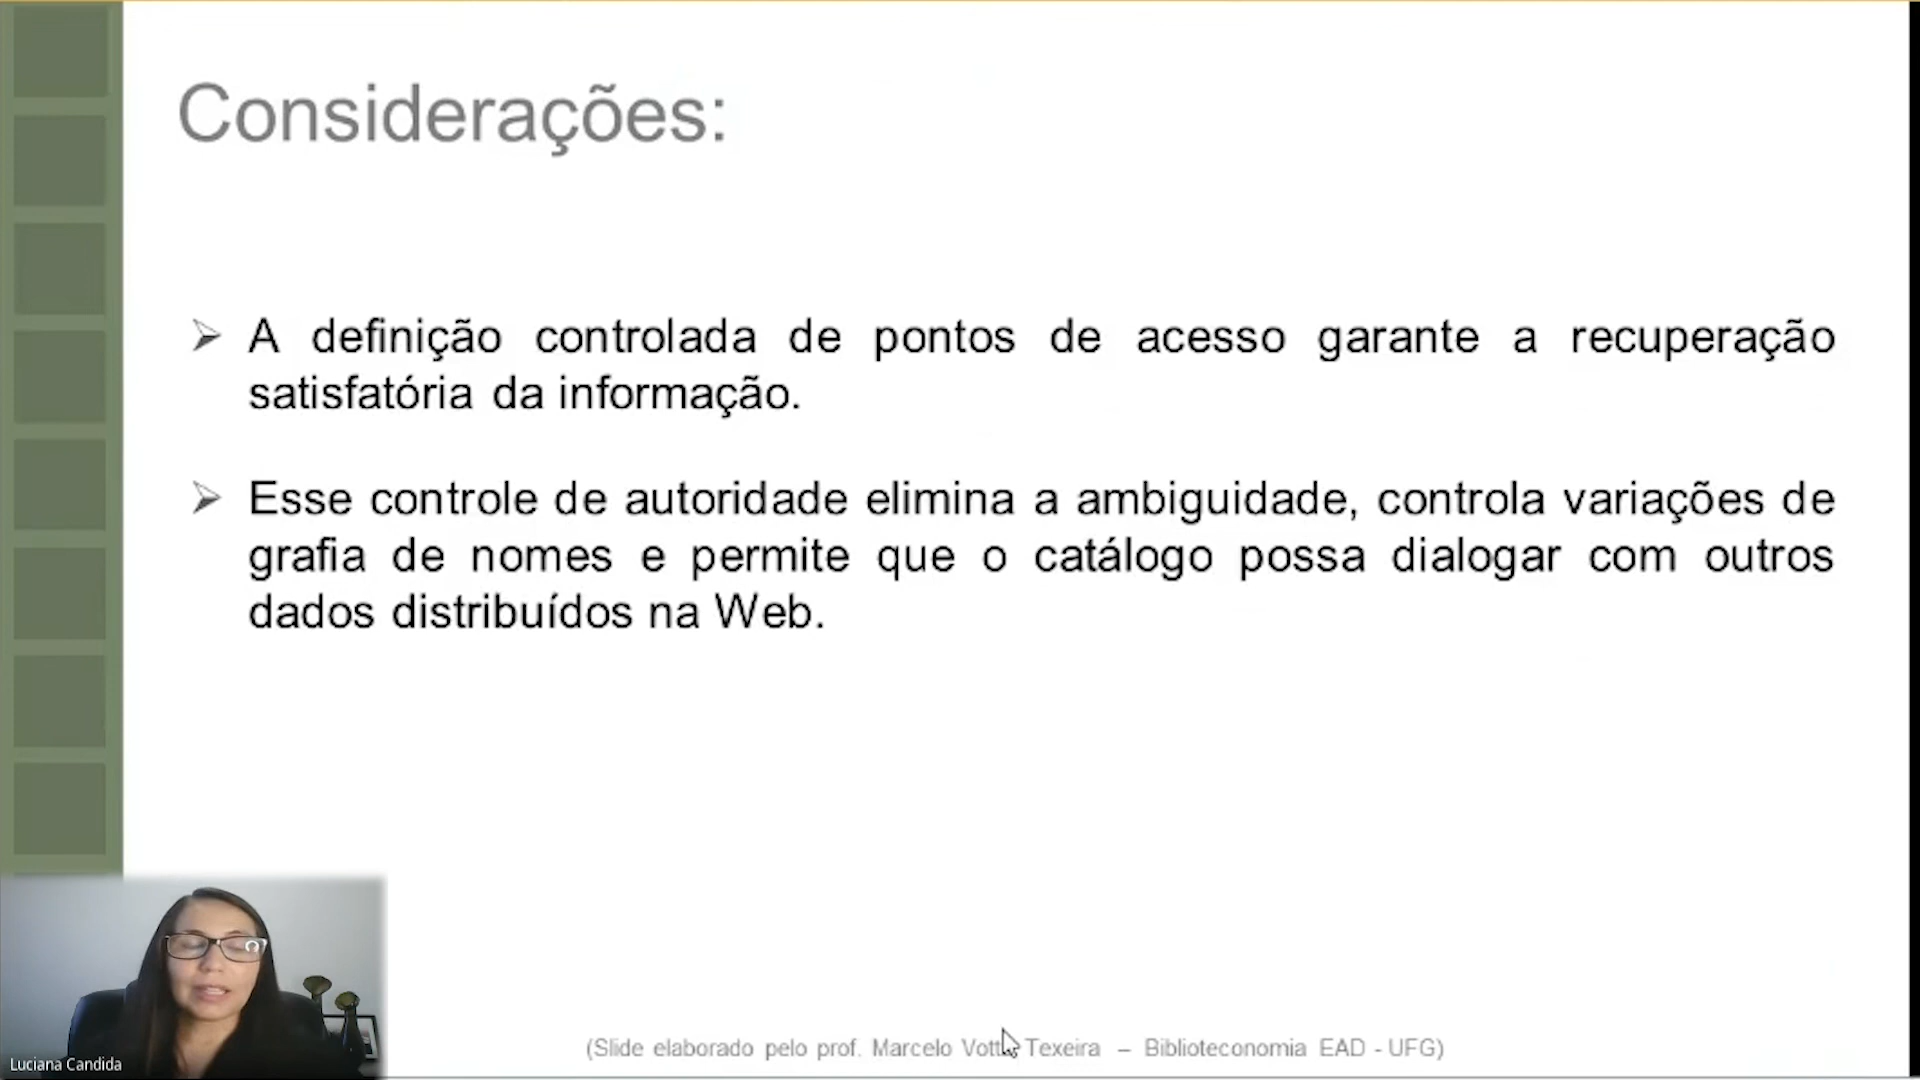 Considerações:
A definição controlada de pontos de acesso garante a recuperação
satisfatória da informação.
Esse controle de autoridade elimina a ambiguidade, controla variações de
grafia de nomes e permite que o catálogo possa dialogar com outros
dados distribuídos na Web.
(Slide elaborado pelo prof. Marcelo Texeira – Biblioteconomia EAD - UFG)
Luciana Candida